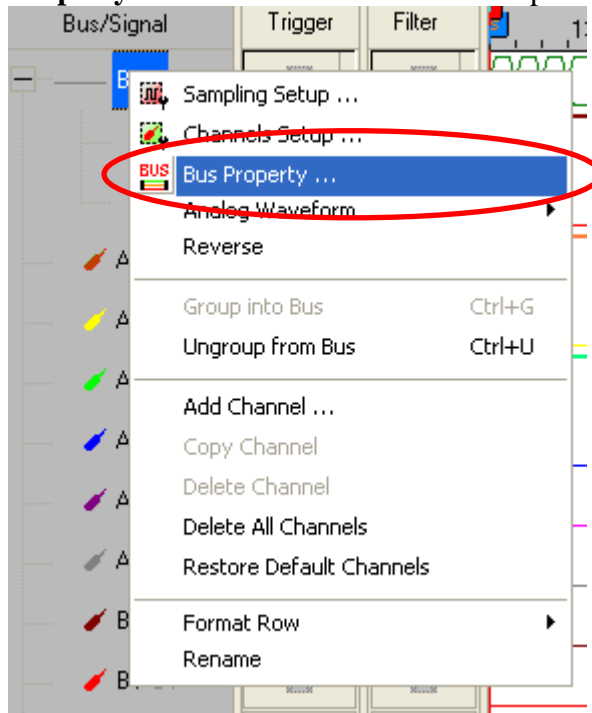 Bus/Signal Trigger Filter
B
Sampling Setup ...
Channels Setup ...
BUS Bus Property ...
Analog Waveform
Reverse
A
Group into Bus Ctrl+G
A
Ungroup from Bus Ctrl+U
A
Add Channel ...
A Copy Channel
Delete Channel
A
Delete All Channels
A Restore Default Channels
B Format Row
Rename
B